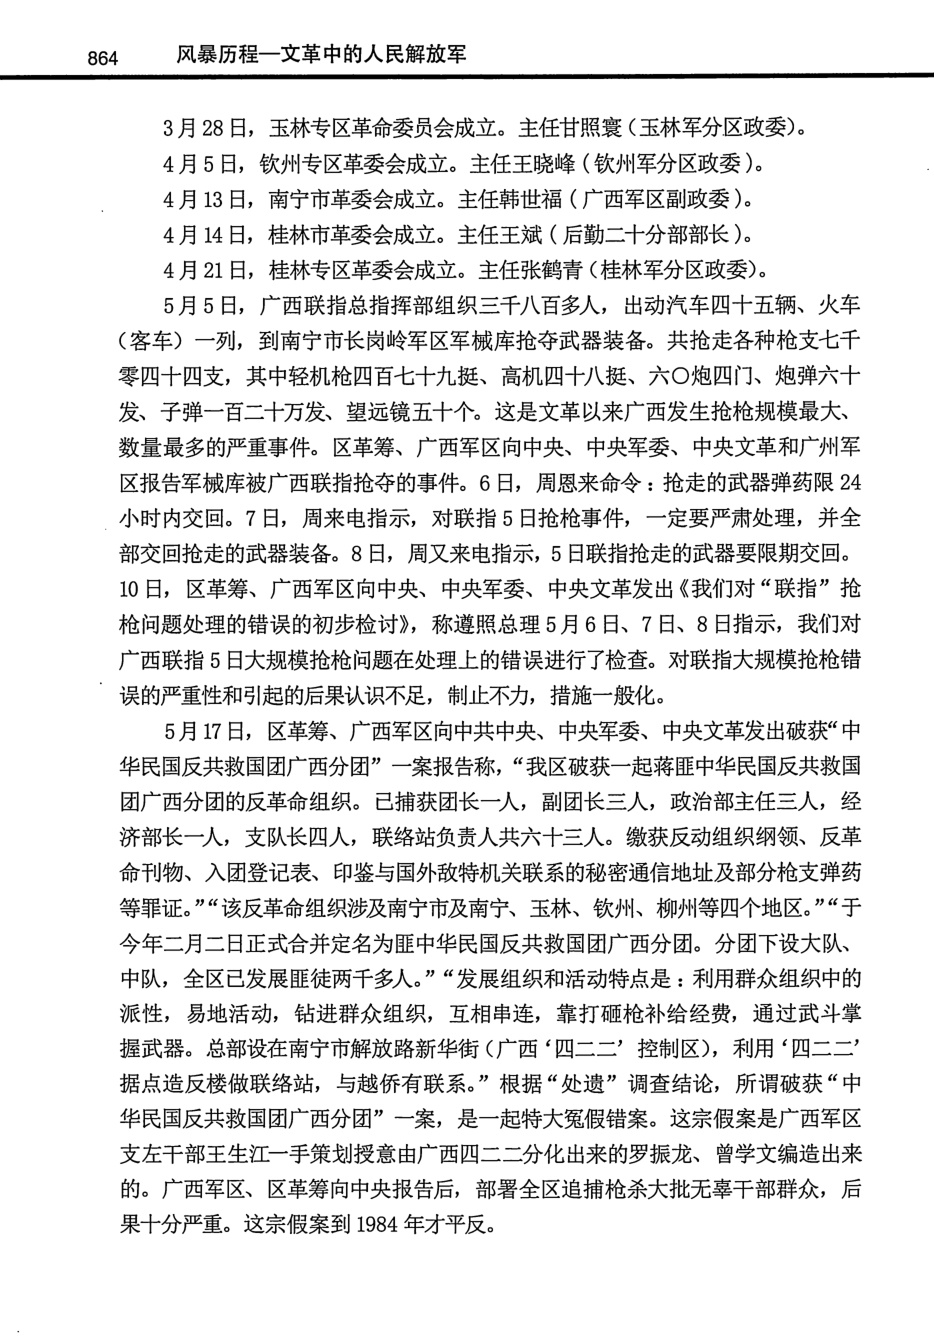 864 风暴历程—文革中的人民解放军
3月28日，玉林专区革命委员会成立。主任甘照寰（玉林军分区政委）。
4月5日，钦州专区革委会成立。主任王晓峰（钦州军分区政委）。
4月13日，南宁市革委会成立。主任韩世福（广西军区副政委）。
4月14日，桂林市革委会成立。主任王斌（后勤二十分部部长）。
4月21日，桂林专区革委会成立。主任张鹤青（桂林军分区政委）。
5月5日，广西联指总指挥部组织三千八百多人，出动汽车四十五辆、火车
（客车）一列，到南宁市长岗岭军区军械库抢夺武器装备。共抢走各种枪支七千
零四十四支，其中轻机枪四百七十九挺、高机四十八挺、六〇炮四门、炮弹六十
发、子弹一百二十万发、望远镜五十个。这是文革以来广西发生抢枪规模最大、
数量最多的严重事件。区革筹、广西军区向中央、中央军委、中央文革和广州军
区报告军械库被广西联指抢夺的事件。6日，周恩来命令：抢走的武器弹药限24
小时内交回。7日，周来电指示，对联指5日抢枪事件，一定要严肃处理，并全
部交回抢走的武器装备。8日，周又来电指示，5日联指抢走的武器要限期交回。
10日，区革筹、广西军区向中央、中央军委、中央文革发出《我们对“联指”抢
枪问题处理的错误的初步检讨》，称遵照总理5月6日、7日、8日指示，我们对
广西联指5日大规模抢枪问题在处理上的错误进行了检查。对联指大规模抢枪错
误的严重性和引起的后果认识不足，制止不力，措施一般化。
5月17日，区革筹、广西军区向中共中央、中央军委、中央文革发出破获“中
华民国反共救国团广西分团”一案报告称，“我区破获一起蒋匪中华民国反共救国
团广西分团的反革命组织。已捕获团长一人，副团长三人，政治部主任三人，经
济部长一人，支队长四人，联络站负责人共六十三人。缴获反动组织纲领、反革
命刊物、入团登记表、印鉴与国外敌特机关联系的秘密通信地址及部分枪支弹药
等罪证。”“该反革命组织涉及南宁市及南宁、玉林、钦州、柳州等四个地区。”“于
今年二月二日正式合并定名为匪中华民国反共救国团广西分团。分团下设大队、
中队，全区已发展匪徒两千多人。”“发展组织和活动特点是：利用群众组织中的
派性，易地活动，钻进群众组织，互相串连，靠打砸枪补给经费，通过武斗掌
握武器。总部设在南宁市解放路新华街（广西‘四二二’控制区），利用‘四二二’
据点造反楼做联络站，与越侨有联系。”根据“处遗”调查结论，所谓破获“中
华民国反共救国团广西分团”一案，是一起特大冤假错案。这宗假案是广西军区
支左干部王生江一手策划授意由广西四二二分化出来的罗振龙、曾学文编造出来
的。广西军区、区革筹向中央报告后，部署全区追捕枪杀大批无辜干部群众，后
果十分严重。这宗假案到1984年才平反。